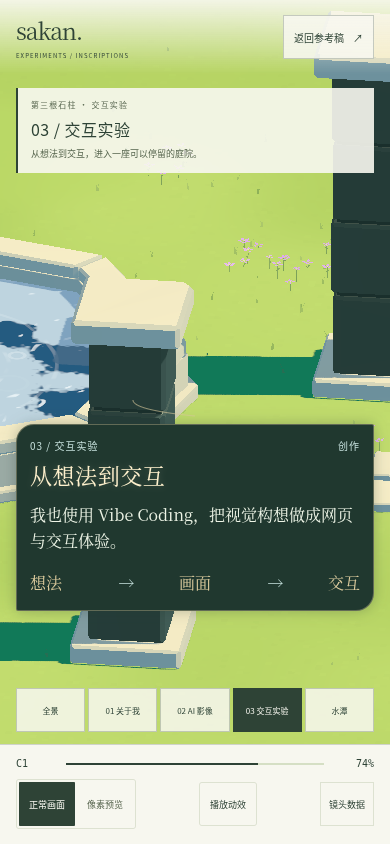 sakan.
EXPERIMENTS / INSCRIPTIONS
返回参考稿 ↗
第三根石柱 · 交互实验
03 / 交互实验
从想法到交互，进入一座可以停留的庭院。
03 / 交互实验 创作
从想法到交互
我也使用 Vibe Coding，把视觉构想做成网页
与交互体验。
想法 → 画面 → 交互
全景 01 关于我 02 AI 影像 03 交互实验 水潭
C1 74%
正常画面 像素预览 播放动效 镜头数据